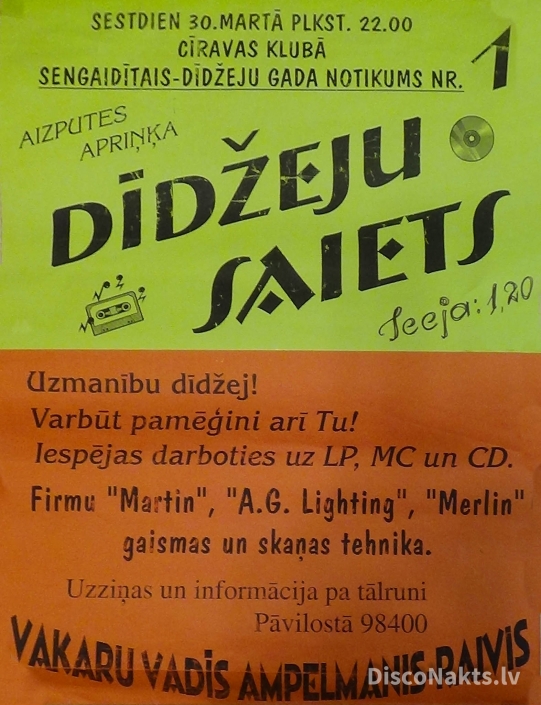 SESTDIEN 30.MARTĀ PLKST. 22.00
CĪRAVAS KLUBĀ
SENGAIDĪTAIS-DĪDŽEJU GADA NOTIKUMS NR. 1
AIZPUTES
APRIŅĶA
DĪDŽEJU
SAIETS
Ieeja: 1,20
Uzmanību dīdžej!
Varbūt pamēģini arī Tu!
Iespējas darboties uz LP, MC un CD.
Firmu "Martin", "A.G. Lighting", "Merlin"
gaismas un skaņas tehnika.
Uzziņas un informācija pa tālruni
Pāvilostā 98400
VAKARU VADĪS AMPELMANIS RAIVIS
DiscoNakts.lv